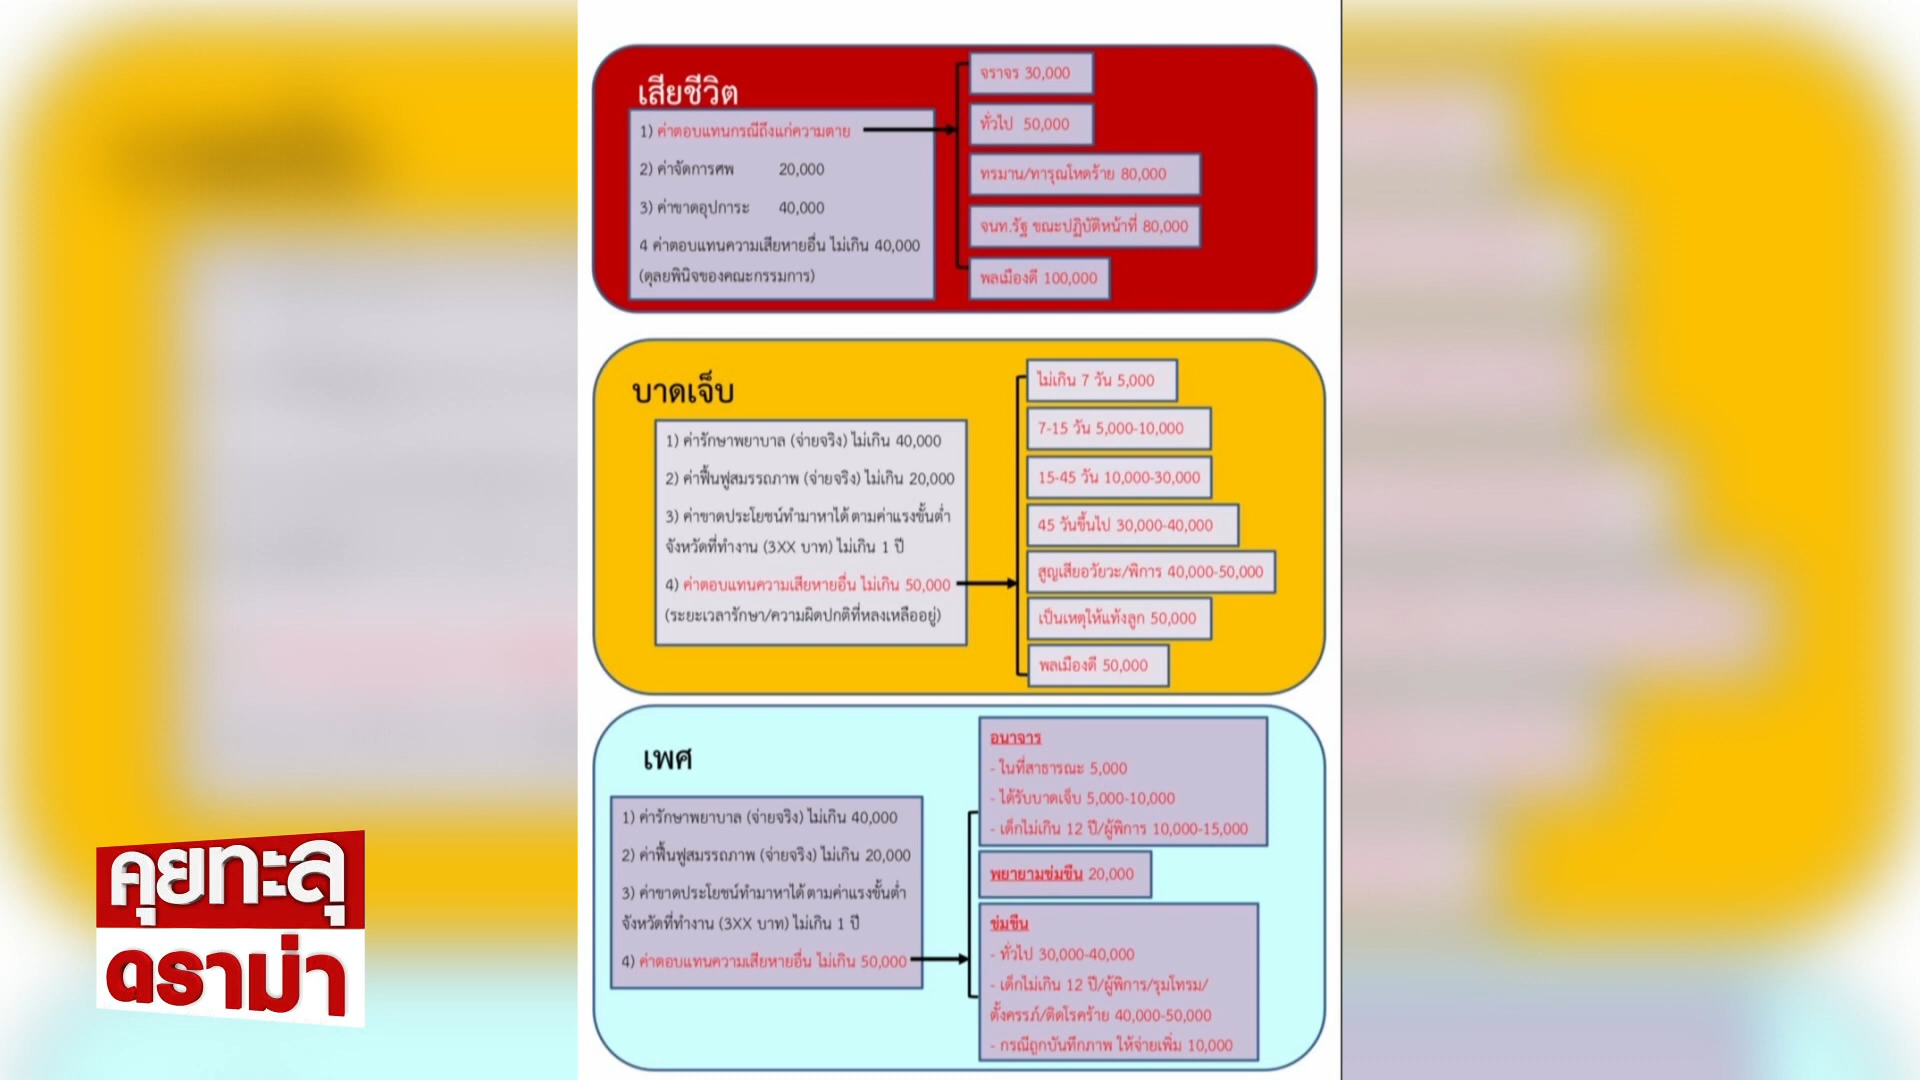 เสียชีวิต
1) ค่าตอบแทนกรณีถึงแก่ความตาย
2) ค่าจัดการศพ 20,000
3) ค่าขาดอุปการะ 40,000
4 ค่าตอบแทนความเสียหายอื่น ไม่เกิน 40,000
(ดุลยพินิจของคณะกรรมการ)
จราจร 30,000
ทั่วไป 50,000
ทรมาน/ทารุณโหดร้าย 80,000
จนท.รัฐ ขณะปฏิบัติหน้าที่ 80,000
พลเมืองดี 100,000
บาดเจ็บ
1) ค่ารักษาพยาบาล (จ่ายจริง) ไม่เกิน 40,000
2) ค่าฟื้นฟูสมรรถภาพ (จ่ายจริง) ไม่เกิน 20,000
3) ค่าขาดประโยชน์ทำมาหาได้ ตามค่าแรงขั้นต่ำ
จังหวัดที่ทำงาน (3XX บาท) ไม่เกิน 1 ปี
4) ค่าตอบแทนความเสียหายอื่น ไม่เกิน 50,000
(ระยะเวลารักษา/ความผิดปกติที่หลงเหลืออยู่)
ไม่เกิน 7 วัน 5,000
7-15 วัน 5,000-10,000
15-45 วัน 10,000-30,000
45 วันขึ้นไป 30,000-40,000
สูญเสียอวัยวะ/พิการ 40,000-50,000
เป็นเหตุให้แท้งลูก 50,000
พลเมืองดี 50,000
เพศ
1) ค่ารักษาพยาบาล (จ่ายจริง) ไม่เกิน 40,000
2) ค่าฟื้นฟูสมรรถภาพ (จ่ายจริง) ไม่เกิน 20,000
3) ค่าขาดประโยชน์ทำมาหาได้ ตามค่าแรงขั้นต่ำ
จังหวัดที่ทำงาน (3XX บาท) ไม่เกิน 1 ปี
4) ค่าตอบแทนความเสียหายอื่น ไม่เกิน 50,000
อนาจาร
- ในที่สาธารณะ 5,000
- ได้รับบาดเจ็บ 5,000-10,000
- เด็กไม่เกิน 12 ปี/ผู้พิการ 10,000-15,000
พยายามข่มขืน 20,000
ข่มขืน
- ทั่วไป 30,000-40,000
- เด็กไม่เกิน 12 ปี/ผู้พิการ/รุมโทรม/
ตั้งครรภ์/ติดโรคร้าย 40,000-50,000
- กรณีถูกบันทึกภาพ ให้จ่ายเพิ่ม 10,000
คุยทะลุ
ดราม่า